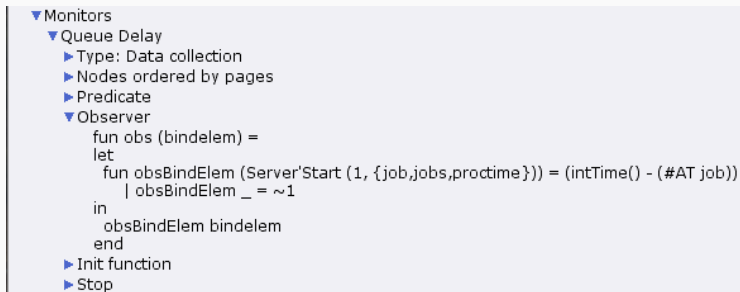 Monitors
Queue Delay
Type: Data collection
Nodes ordered by pages
Predicate
Observer
fun obs (bindelem) =
let
fun obsBindElem (Server'Start (1, {job,jobs,proctime})) = (intTime() - (#AT job))
| obsBindElem _ = ~1
in
obsBindElem bindelem
end
Init function
Stop